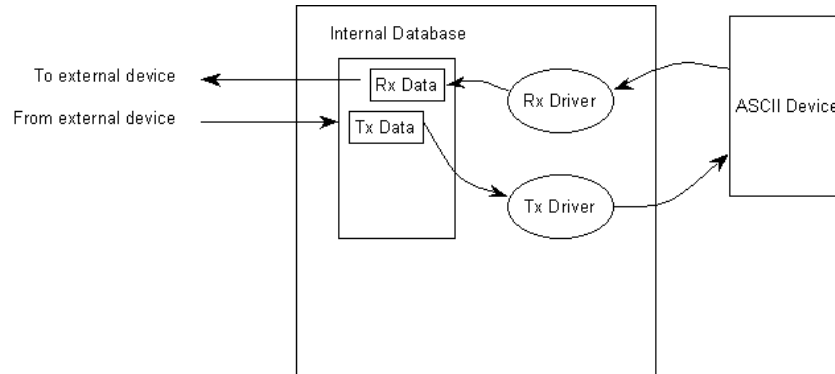 Internal Database
To external device
Rx Data
Rx Driver
ASCII Device
From external device
Tx Data
Tx Driver